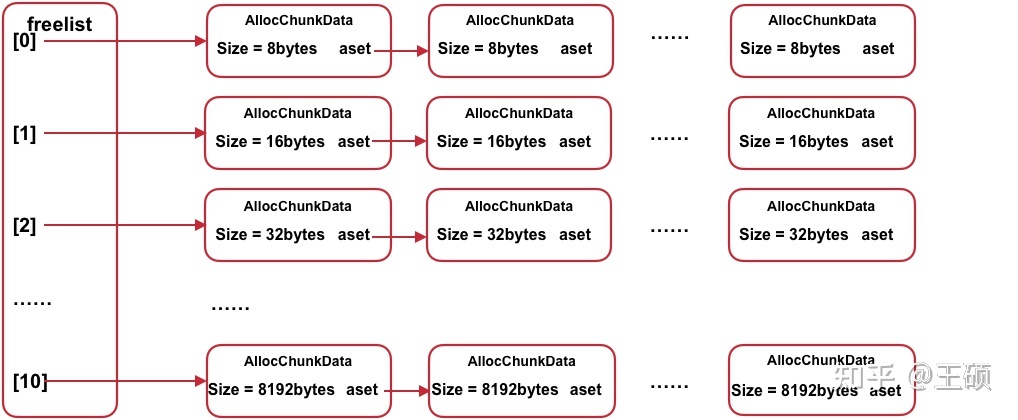 freelist
AllocChunkData AllocChunkData AllocChunkData
[0] Size = 8bytes aset Size = 8bytes aset ...... Size = 8bytes aset
AllocChunkData AllocChunkData AllocChunkData
[1] Size = 16bytes aset Size = 16bytes aset ...... Size = 16bytes aset
AllocChunkData AllocChunkData AllocChunkData
[2] Size = 32bytes aset Size = 32bytes aset ...... Size = 32bytes aset
...... ......
AllocChunkData AllocChunkData AllocChunkData
[10] Size = 8192bytes aset Size = 8192bytes aset ...... Size = 8192bytes aset
知乎 @王硕